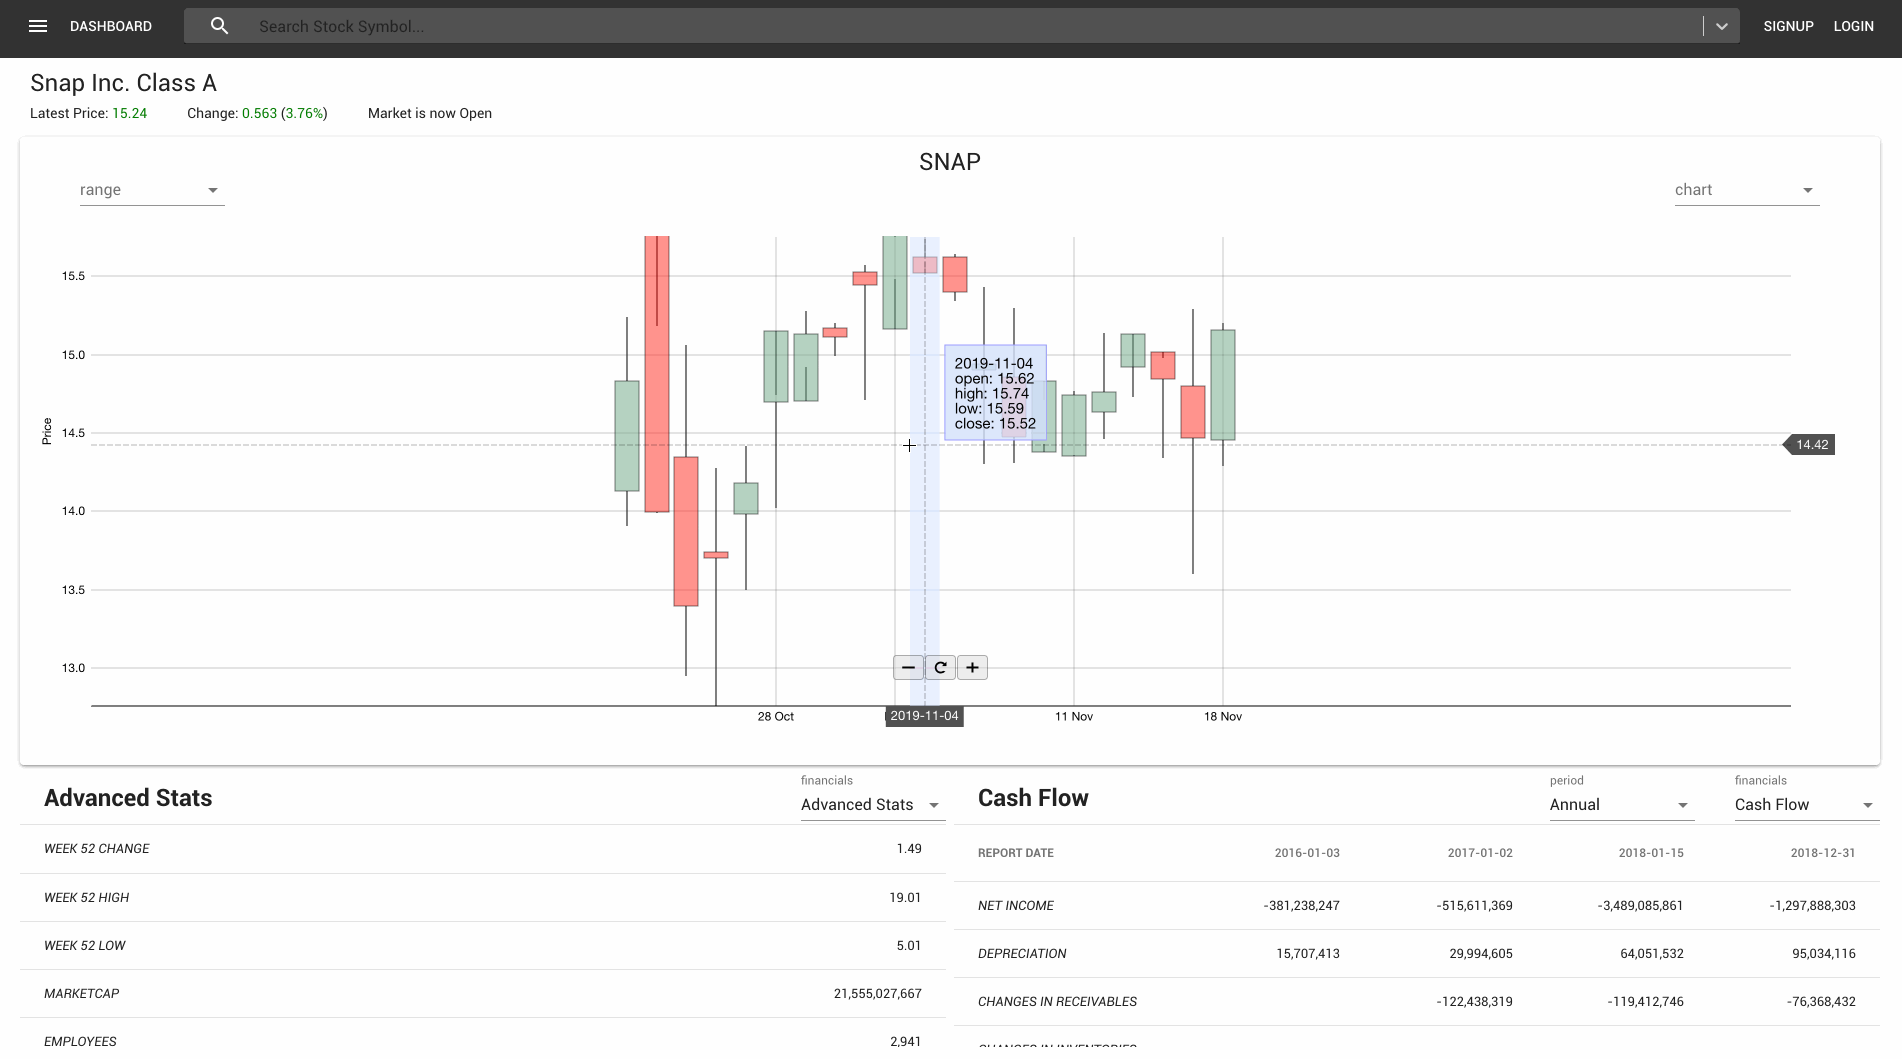 DASHBOARD
Search Stock Symbol...
SIGNUP LOGIN
Snap Inc. Class A
Latest Price: 15.24 Change: 0.563 (3.76%) Market is now Open
SNAP
range
chart
15.5
15.0
14.5
14.0
13.5
13.0
Price
2019-11-04
open: 15.62
high: 15.74
low: 15.59
close: 15.52
14.42
28 Oct
2019-11-04
11 Nov
18 Nov
Advanced Stats
financials
Advanced Stats
WEEK 52 CHANGE 1.49
WEEK 52 HIGH 19.01
WEEK 52 LOW 5.01
MARKETCAP 21,555,027,667
EMPLOYEES 2,941
Cash Flow
period
Annual
financials
Cash Flow
REPORT DATE 2016-01-03 2017-01-02 2018-01-15 2018-12-31
NET INCOME -381,238,247 -515,611,369 -3,489,085,861 -1,297,888,303
DEPRECIATION 15,707,413 29,994,605 64,051,532 95,034,116
CHANGES IN RECEIVABLES -122,438,319 -119,412,746 -76,368,432
CHANGES IN INVENTORIES